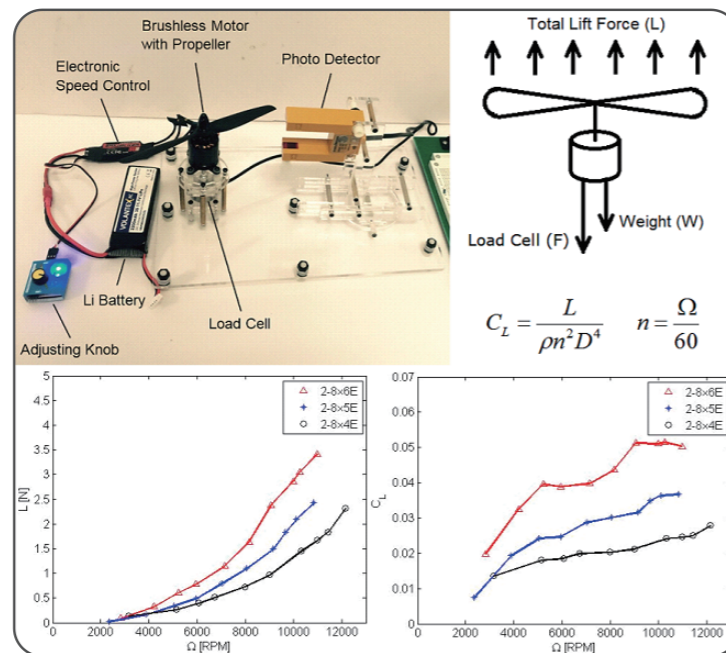 Brushless Motor
with Propeller
Electronic
Speed Control
Photo Detector
VOLANTEX
Li Battery
Load Cell
Adjusting Knob
Total Lift Force (L)
Weight (W)
Load Cell (F)
C_L = L / ρn²D⁴    n = Ω / 60
5
4.5
4
3.5
3
2.5
2
1.5
1
0.5
0
L [N]
2-8×6E
2-8×5E
2-8×4E
0 2000 4000 6000 8000 10000 12000
Ω [RPM]
0.07
0.06
0.05
0.04
0.03
0.02
0.01
0.00
C_L
2-8×6E
2-8×5E
2-8×4E
0 2000 4000 6000 8000 10000 12000
Ω [RPM]